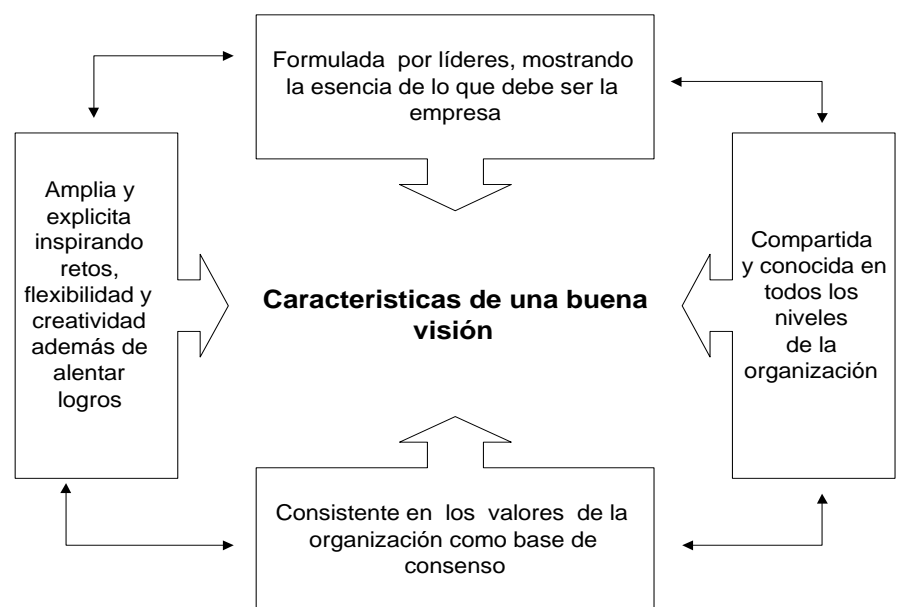 Formulada por líderes, mostrando
la esencia de lo que debe ser la
empresa
Amplia y
explicita
inspirando
retos,
flexibilidad y
creatividad
además de
alentar
logros
Caracteristicas de una buena
visión
Compartida
y conocida en
todos los
niveles
de la
organización
Consistente en los valores de la
organización como base de
consenso